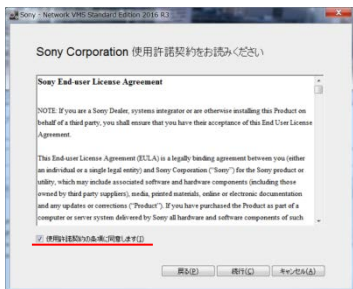 Sony - Network VMS Standard Edition 2016 R3
Sony Corporation 使用許諾契約をお読みください
Sony End-user License Agreement
NOTE: If you are a Sony Dealer, systems integrator or are otherwise installing this Product on
behalf of a third party, you shall ensure that you have their acceptance of this End User License
Agreement.
This End-user License Agreement (EULA) is a legally binding agreement between you (either
an individual or a single legal entity) and Sony Corporation ("Sony") for the Sony product or
utility, which may include associated software and hardware components (including those
owned by third party suppliers), media, printed materials, online or electronic documentation
and any updates or corrections ("Product"). If you have purchased the Product as part of a
computer or server system delivered by Sony all hardware and software components of such
使用許諾契約の条項に同意します(I)
戻る(P)
続行(C)
キャンセル(A)